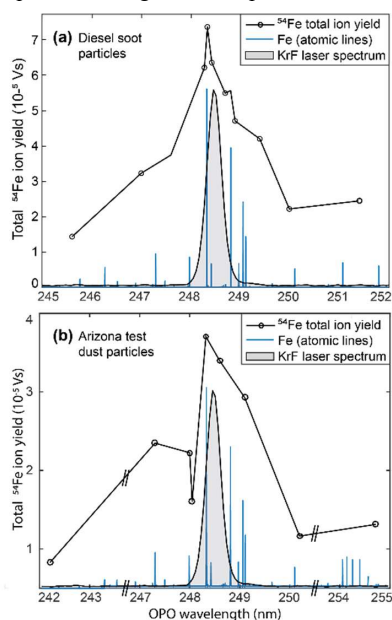 (a) Diesel soot
particles
⁵⁴Fe total ion yield
Fe (atomic lines)
KrF laser spectrum
Total ⁵⁴Fe ion yield (10⁻⁵ Vs)
7
6
5
4
3
2
1
0
245 246 247 248 249 250 251 252
(b) Arizona test
dust particles
⁵⁴Fe total ion yield
Fe (atomic lines)
KrF laser spectrum
Total ⁵⁴Fe ion yield (10⁻⁵ Vs)
4
3
2
1
242 243 247 248 249 250 254 255
OPO wavelength (nm)